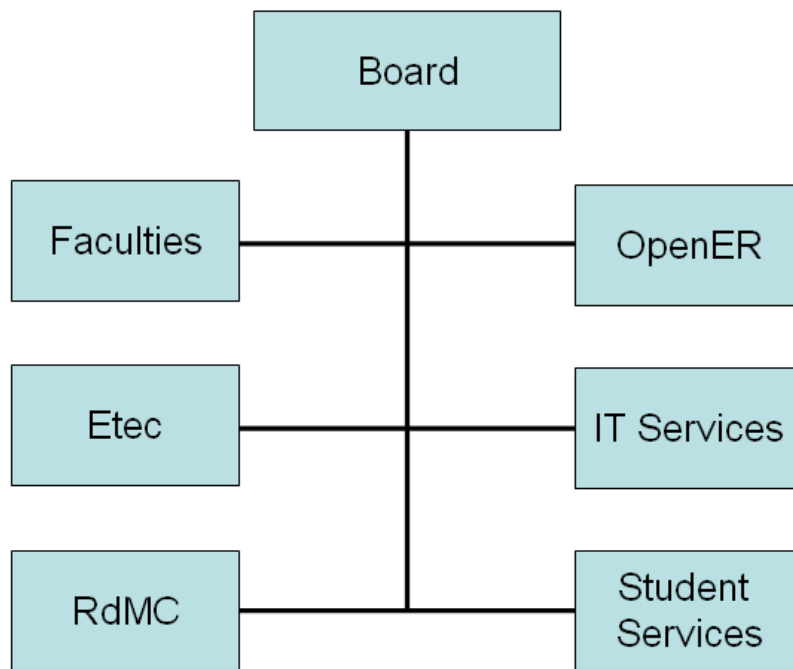 Board
Faculties
OpenER
Etec
IT Services
RdMC
Student
Services